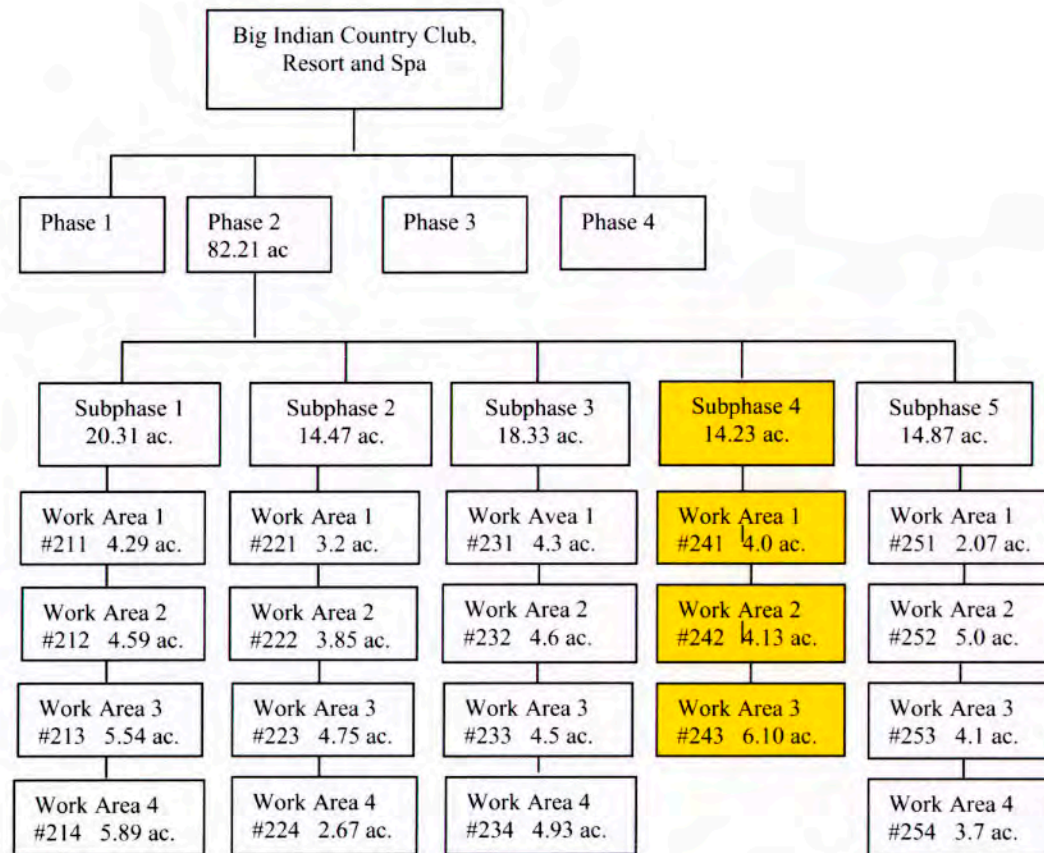 Big Indian Country Club,
Resort and Spa
Phase 1
Phase 2
82.21 ac
Phase 3
Phase 4
Subphase 1
20.31 ac.
Subphase 2
14.47 ac.
Subphase 3
18.33 ac.
Subphase 4
14.23 ac.
Subphase 5
14.87 ac.
Work Area 1
#211 4.29 ac.
Work Area 1
#221 3.2 ac.
Work Avea 1
#231 4.3 ac.
Work Area 1
#241 4.0 ac.
Work Area 1
#251 2.07 ac.
Work Area 2
#212 4.59 ac.
Work Area 2
#222 3.85 ac.
Work Area 2
#232 4.6 ac.
Work Area 2
#242 4.13 ac.
Work Area 2
#252 5.0 ac.
Work Area 3
#213 5.54 ac.
Work Area 3
#223 4.75 ac.
Work Area 3
#233 4.5 ac.
Work Area 3
#243 6.10 ac.
Work Area 3
#253 4.1 ac.
Work Area 4
#214 5.89 ac.
Work Area 4
#224 2.67 ac.
Work Area 4
#234 4.93 ac.
Work Area 4
#254 3.7 ac.